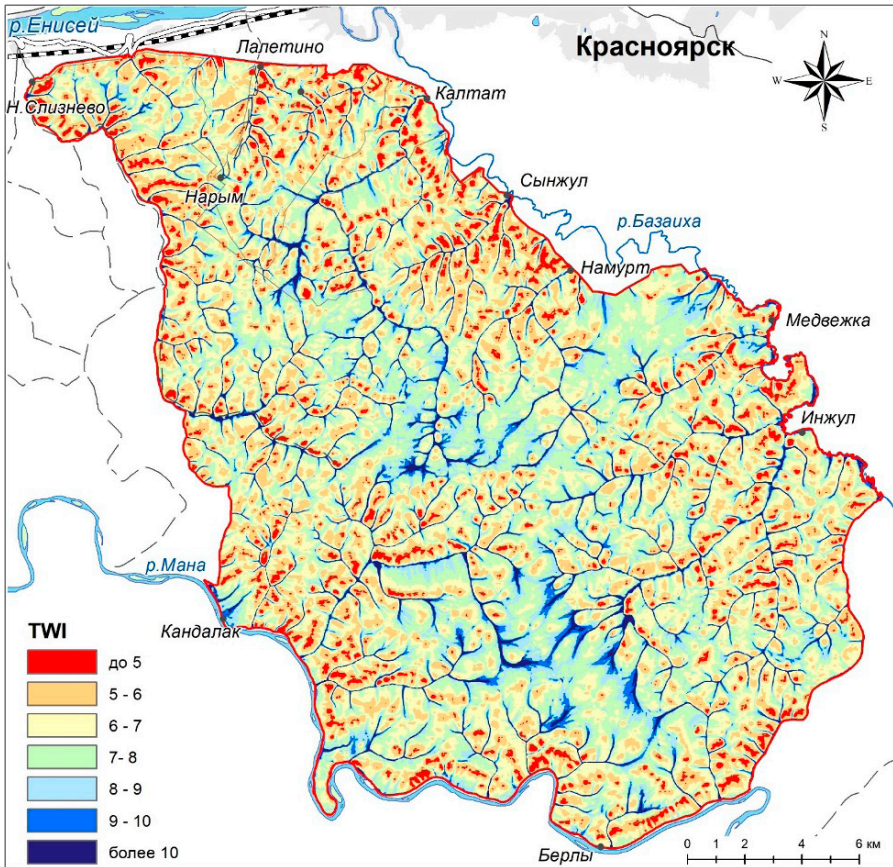 р.Енисей
Лалетино
Красноярск
N
W
E
S
Н.Слизнево
Калтат
Нарым
Сынжул
р.Базаиха
Намурт
Медвежка
Инжул
р.Мана
Кандалак
TWI
до 5
5 - 6
6 - 7
7- 8
8 - 9
9 - 10
более 10
Берлы
0 2 4 6 км